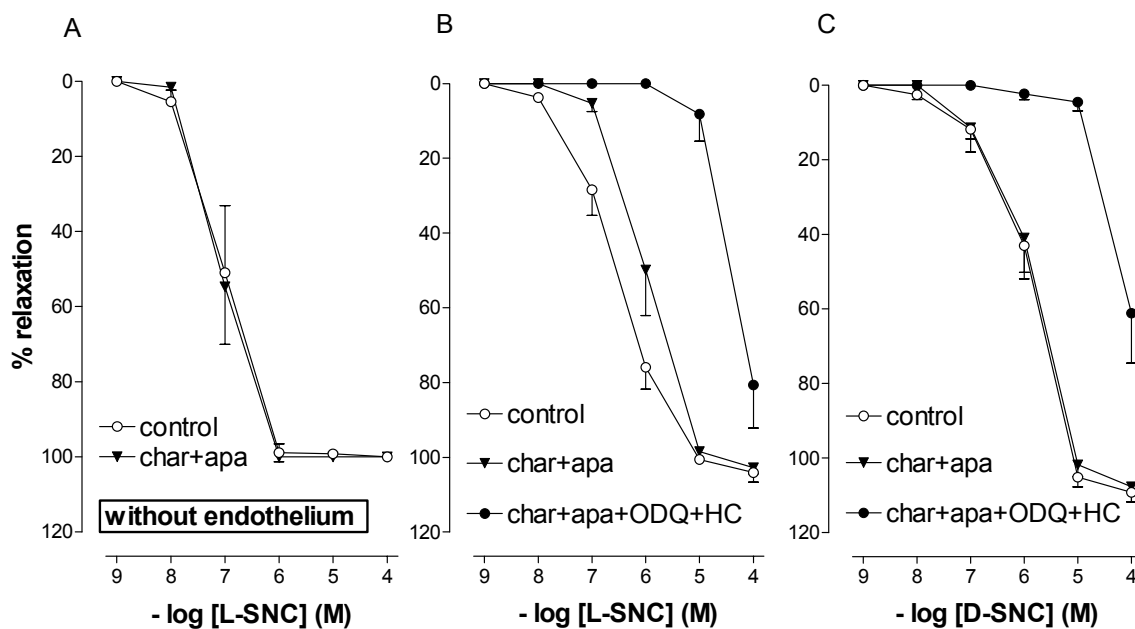 A
B
C
% relaxation
0
20
40
60
80
100
120
control
char+apa
without endothelium
9 8 7 6 5 4
- log [L-SNC] (M)
0
20
40
60
80
100
120
control
char+apa
char+apa+ODQ+HC
9 8 7 6 5 4
- log [L-SNC] (M)
0
20
40
60
80
100
120
control
char+apa
char+apa+ODQ+HC
9 8 7 6 5 4
- log [D-SNC] (M)